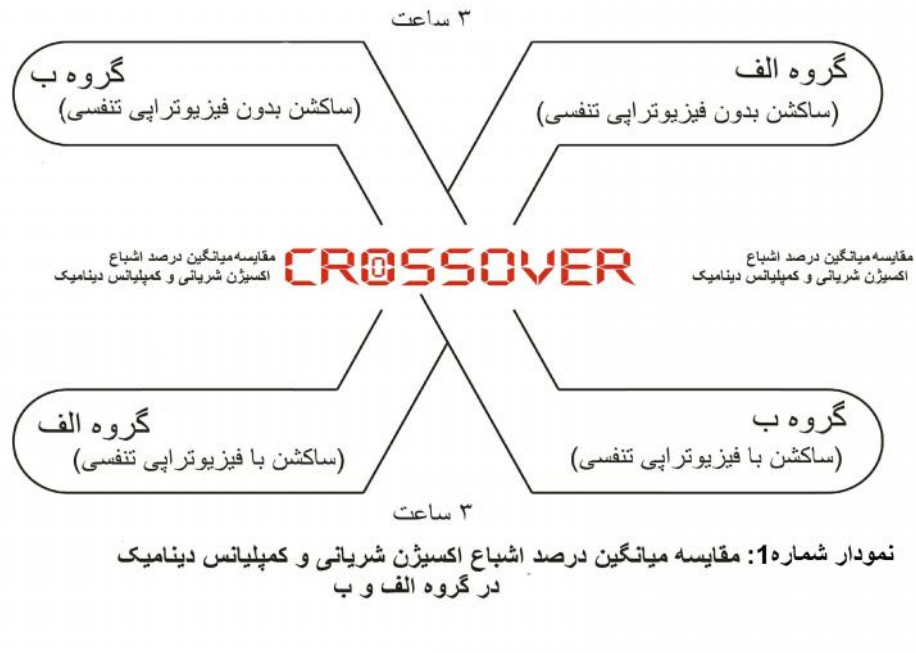 ۳ ساعت
گروه الف
(ساکشن بدون فیزیوتراپی تنفسی)
گروه ب
(ساکشن بدون فیزیوتراپی تنفسی)
مقایسه میانگین درصد اشباع
اکسیژن شریانی و کمپلیانس دینامیک
CROSSOVER
مقایسه میانگین درصد اشباع
اکسیژن شریانی و کمپلیانس دینامیک
گروه ب
(ساکشن با فیزیوتراپی تنفسی)
گروه الف
(ساکشن با فیزیوتراپی تنفسی)
۳ ساعت
نمودار شماره1: مقایسه میانگین درصد اشباع اکسیژن شریانی و کمپلیانس دینامیک
در گروه الف و ب